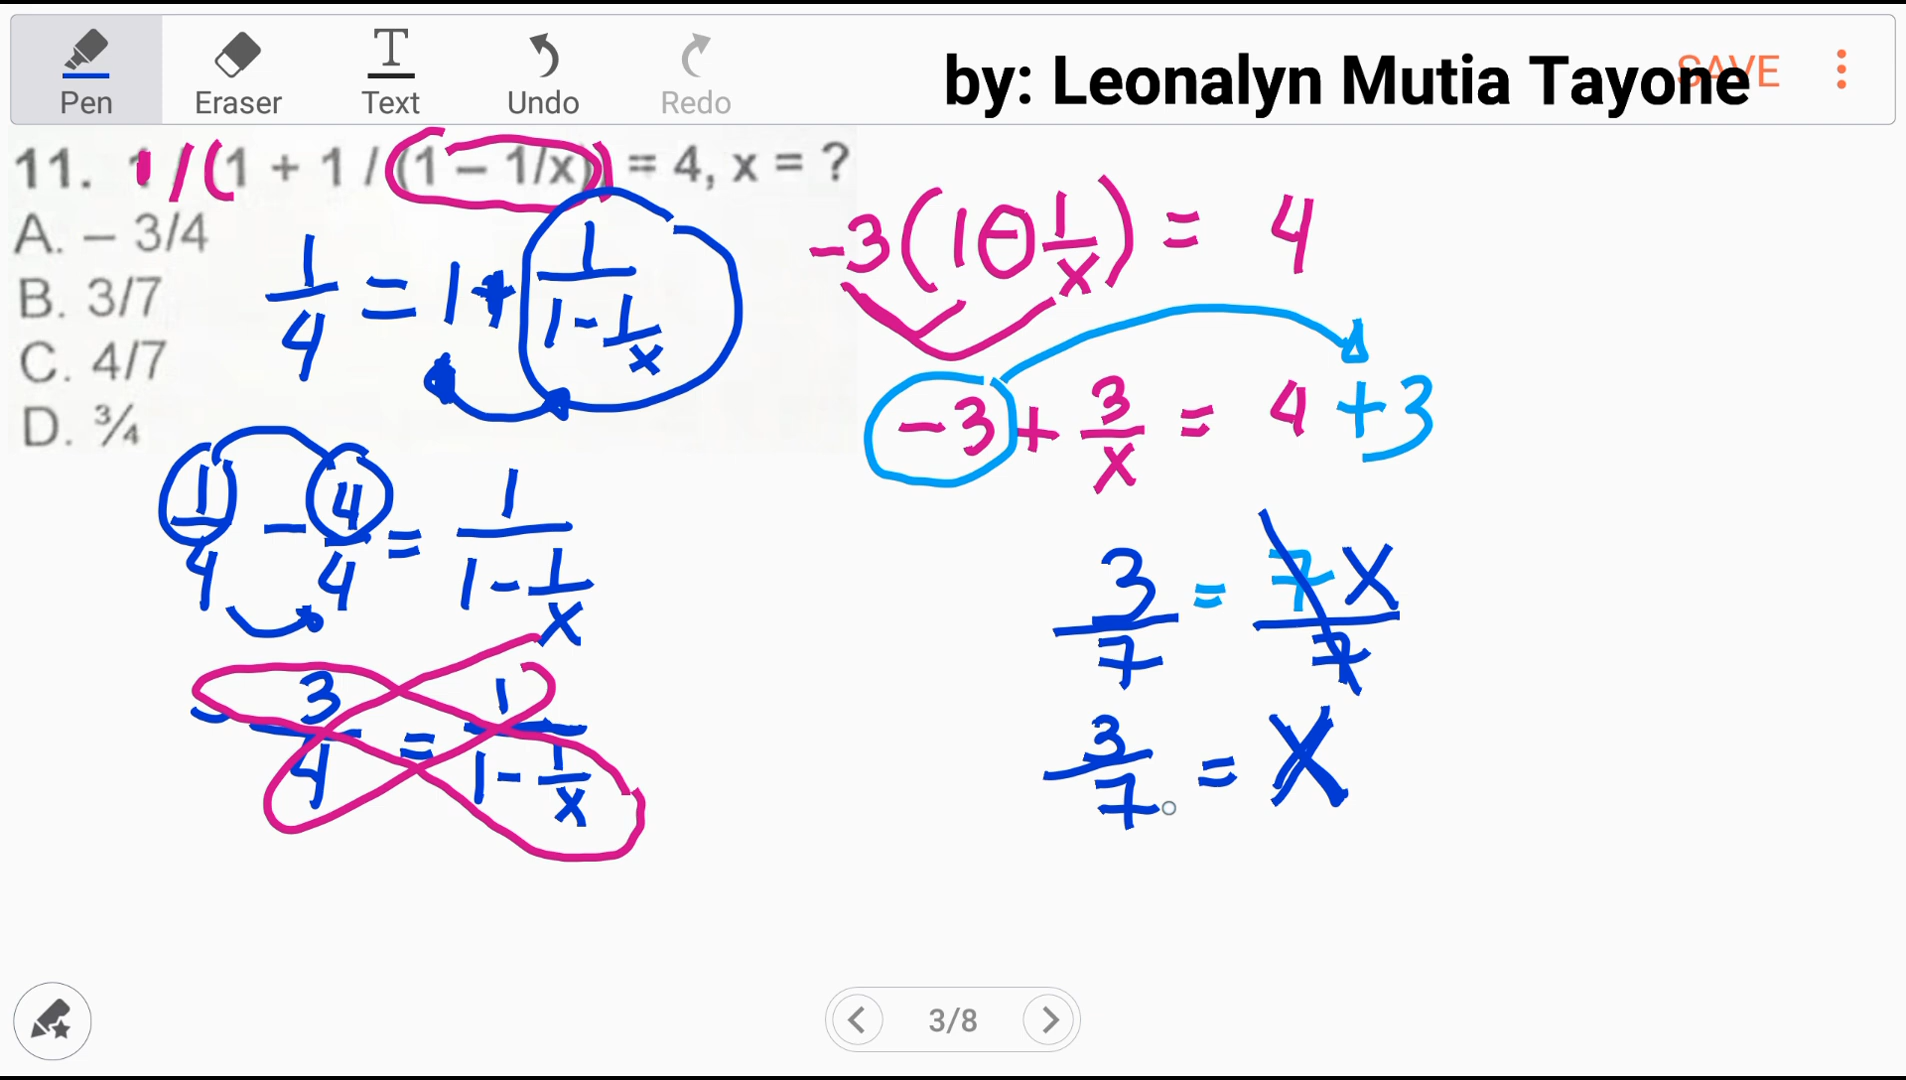 Pen Eraser Text Undo Redo SAVE
by: Leonalyn Mutia Tayone
11. 1 / (1 + 1 / (1 – 1/x)) = 4, x = ?
A. – 3/4
B. 3/7
C. 4/7
D. ¾
1/4 = 1 + 1/(1 - 1/x)
1/4 - 4/4 = 1/(1 - 1/x)
-3/4 = 1/(1 - 1/x)
-3(1 - 1/x) = 4
-3 + 3/x = 4 + 3
3/7 = 7x/7
3/7 = x
3/8